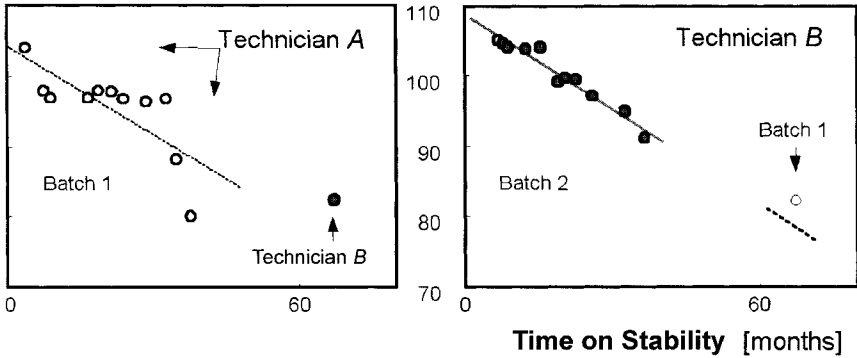 Technician A
Batch 1
Technician B
0 60
110
100
90
80
70
Technician B
Batch 1
Batch 2
0 60
Time on Stability [months]